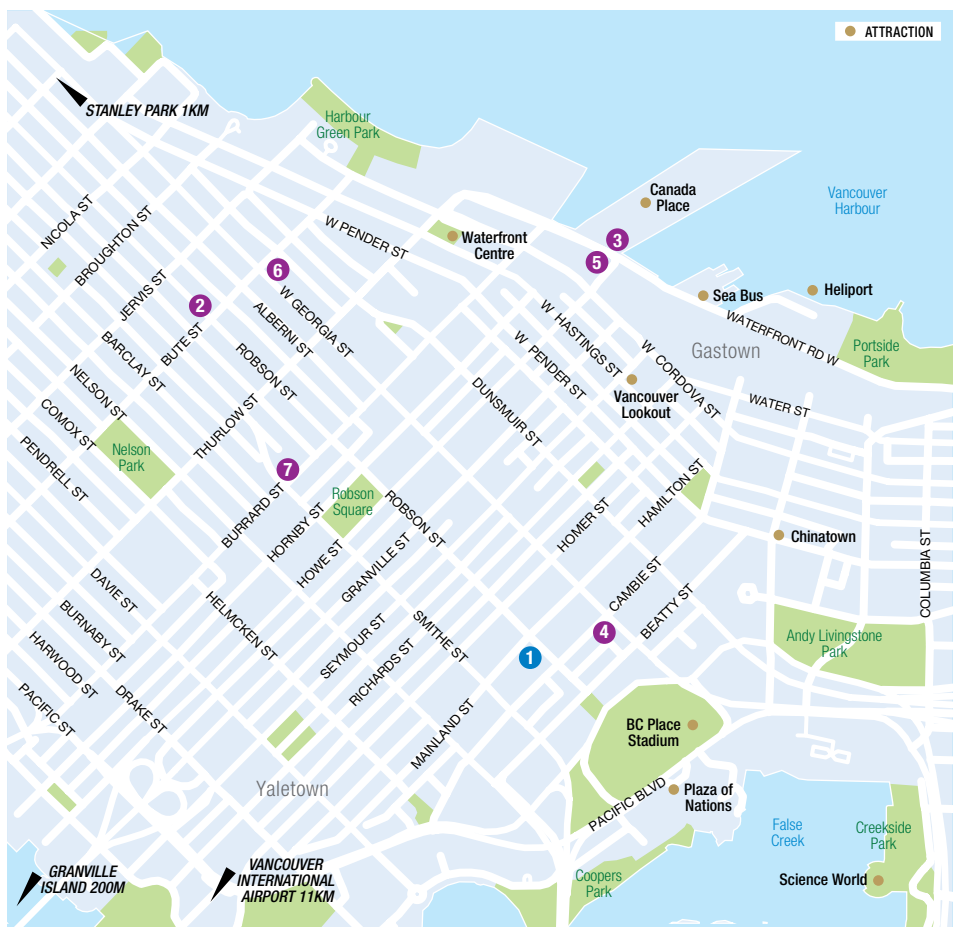 ATTRACTION
STANLEY PARK 1KM
Harbour
Green Park
Canada
Place
Vancouver
Harbour
NICOLA ST
BROUGHTON ST
W PENDER ST
Waterfront
Centre
3
5
6
JERVIS ST
2
W GEORGIA ST
ALBERNI ST
Sea Bus
Heliport
BUTE ST
BARCLAY ST
ROBSON ST
W HASTINGS ST
W PENDER ST
WATERFRONT RD W
Gastown
Portside
Park
W CORDOVA ST
NELSON ST
COMOX ST
PENDRELL ST
THURLOW ST
DUNSMUIR ST
Vancouver
Lookout
WATER ST
Nelson
Park
7
BURRARD ST
HORNBY ST
Robson
Square
ROBSON ST
HOWE ST
GRANVILLE ST
HOMER ST
HAMILTON ST
Chinatown
COLUMBIA ST
DAVIE ST
BURNABY ST
HARWOOD ST
PACIFIC ST
DRAKE ST
HELMCKEN ST
SEYMOUR ST
RICHARDS ST
SMITHE ST
CAMBIE ST
BEATTY ST
4
1
Andy Livingstone
Park
MAINLAND ST
BC Place
Stadium
Yaletown
PACIFIC BLVD
Plaza of
Nations
False
Creek
Creekside
Park
GRANVILLE
ISLAND 200M
VANCOUVER
INTERNATIONAL
AIRPORT 11KM
Coopers
Park
Science World